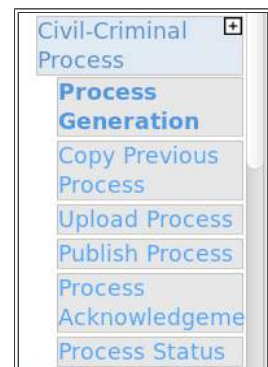 Civil-Criminal
Process
Process
Generation
Copy Previous
Process
Upload Process
Publish Process
Process
Acknowledgeme
Process Status